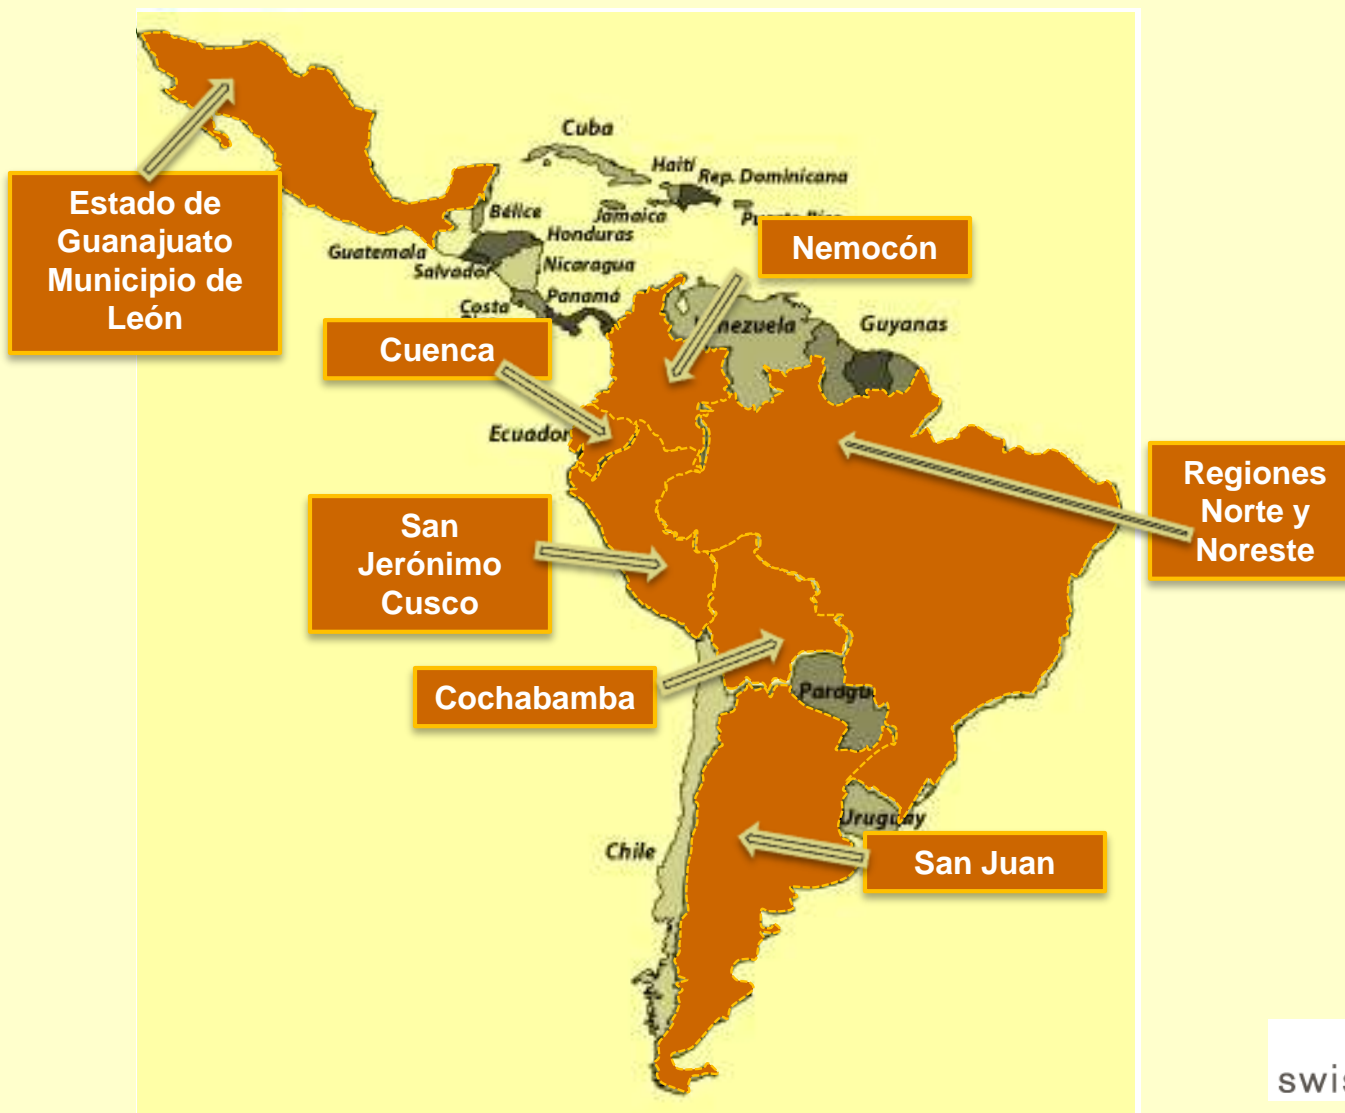 Cuba
Haití
Rep. Dominicana
Jamaica
Bélice
Honduras
Guatemala
Salvador
Nicaragua
Costa
Panamá
Guyanas
Ecuador
Chile
Uruguay
Estado de
Guanajuato
Municipio de
León
Nemocón
Cuenca
San
Jerónimo
Cusco
Regiones
Norte y
Noreste
Cochabamba
San Juan